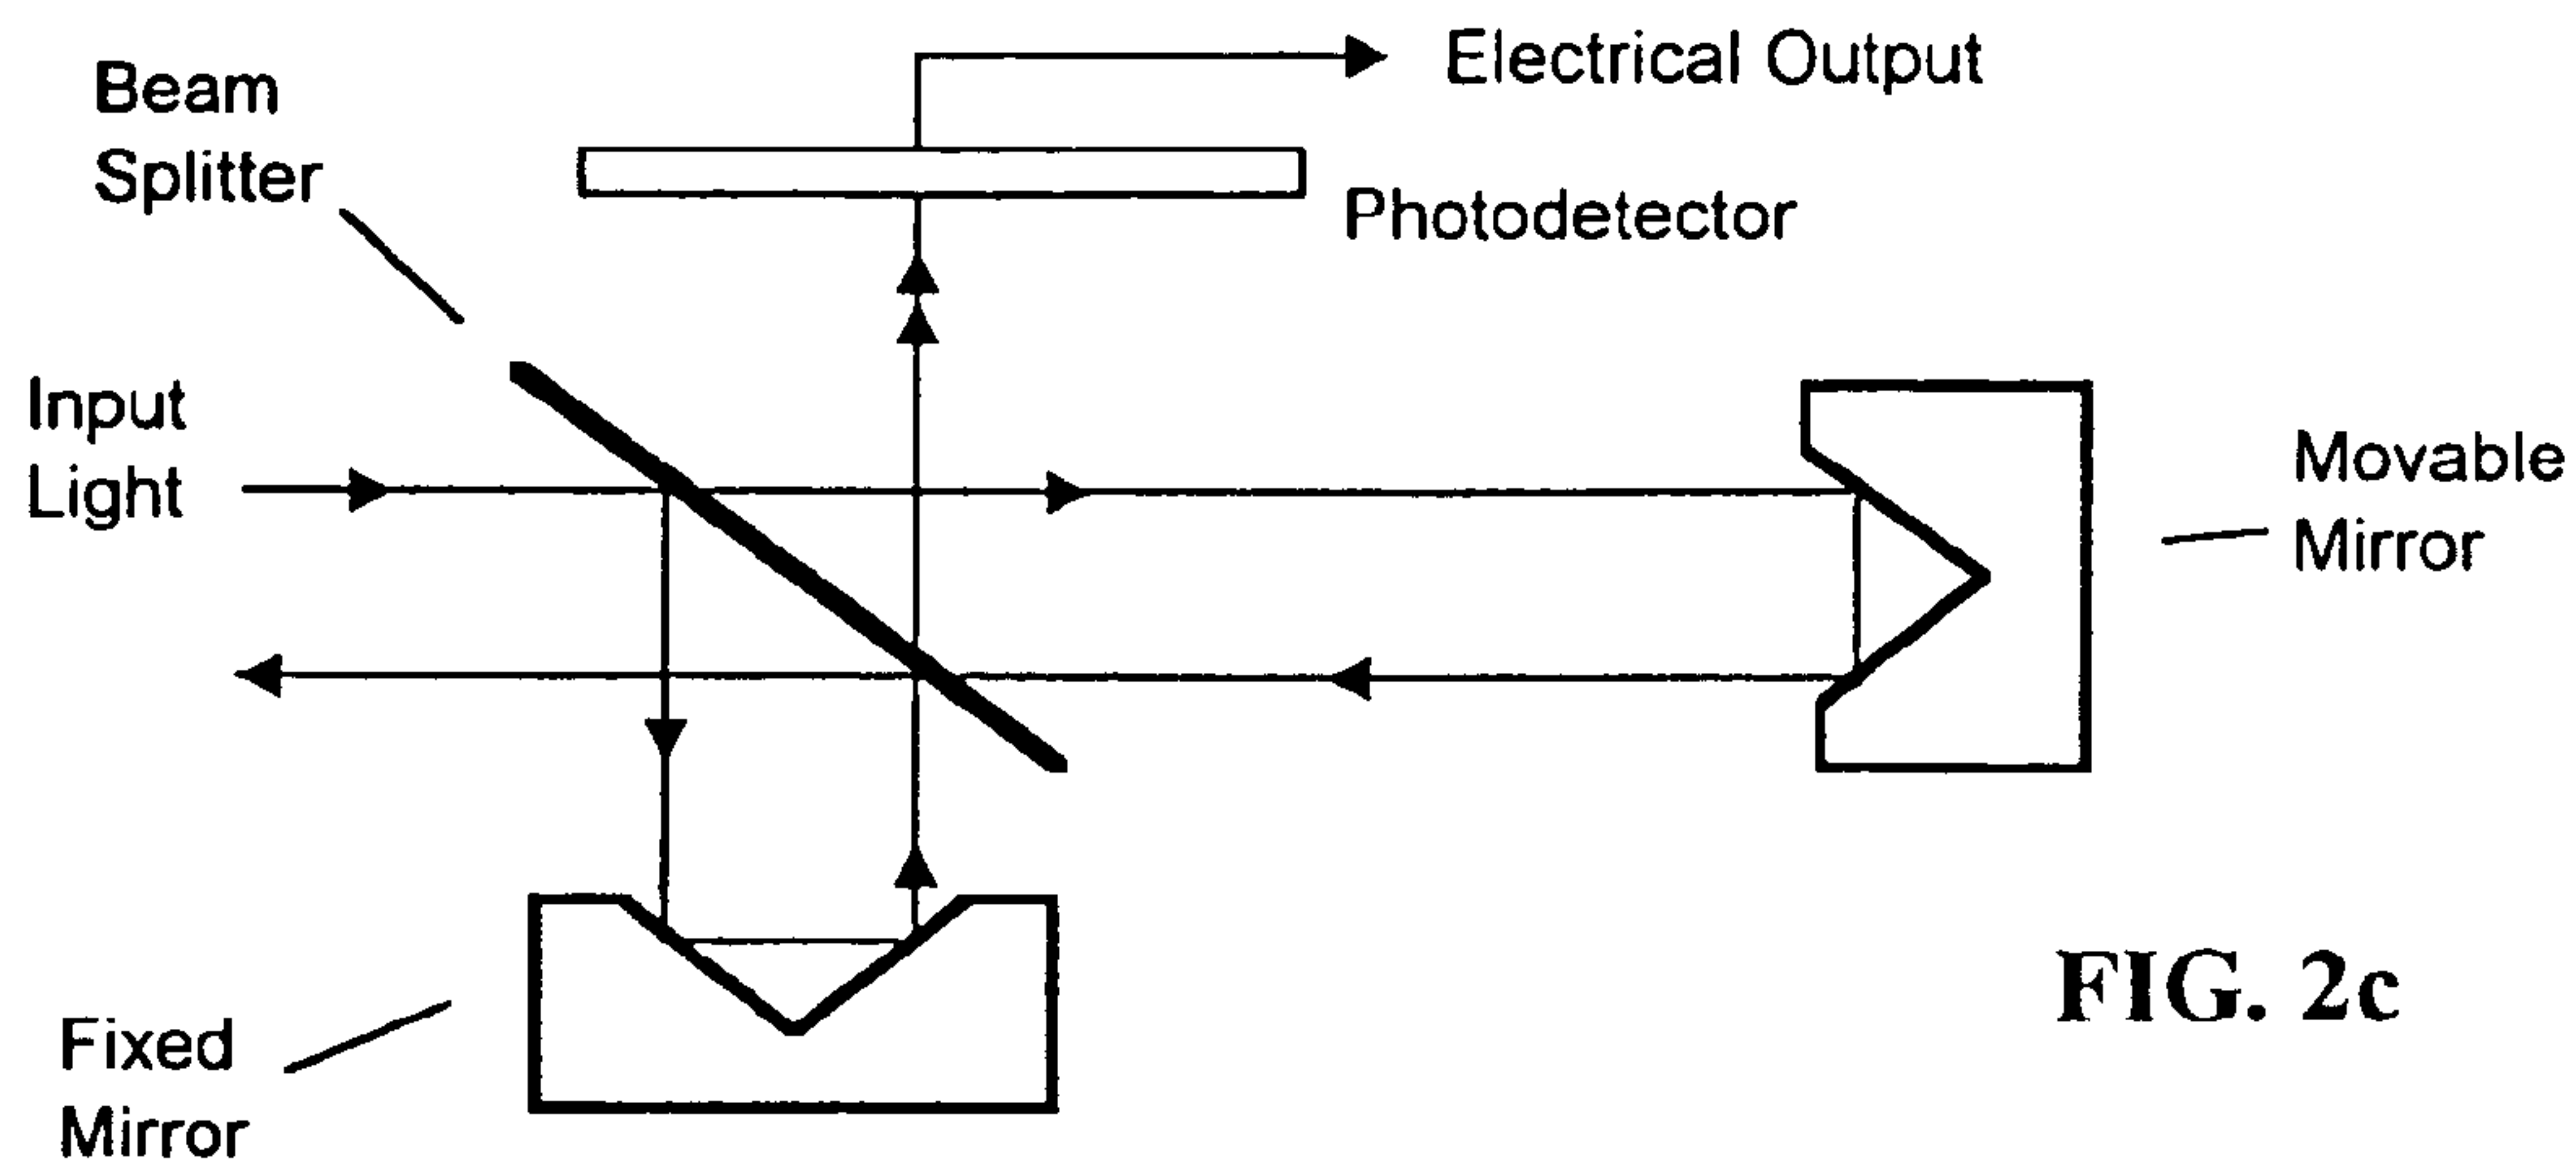 Electrical Output
Beam
Splitter
Photodetector
Input
Light
Movable
Mirror
Fixed
Mirror
FIG. 2c